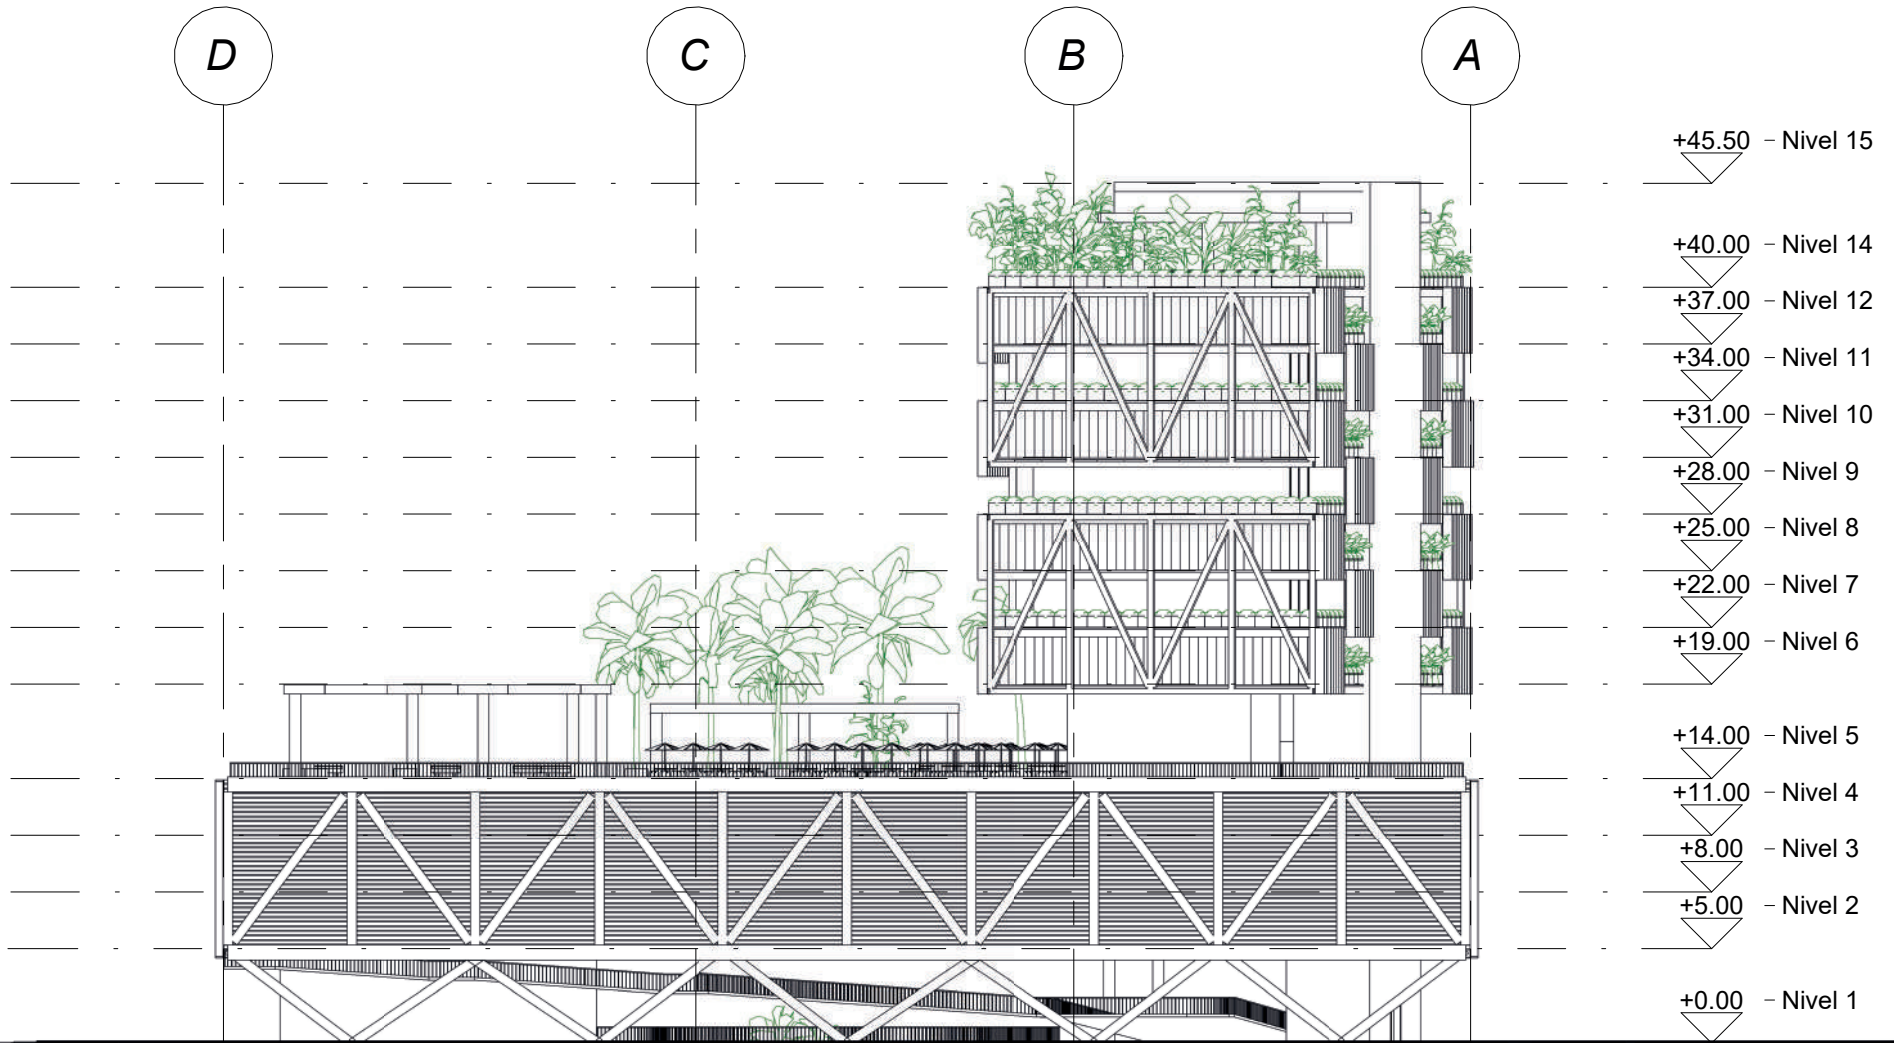 D C B A
+45.50 - Nivel 15
+40.00 - Nivel 14
+37.00 - Nivel 12
+34.00 - Nivel 11
+31.00 - Nivel 10
+28.00 - Nivel 9
+25.00 - Nivel 8
+22.00 - Nivel 7
+19.00 - Nivel 6
+14.00 - Nivel 5
+11.00 - Nivel 4
+8.00 - Nivel 3
+5.00 - Nivel 2
+0.00 - Nivel 1